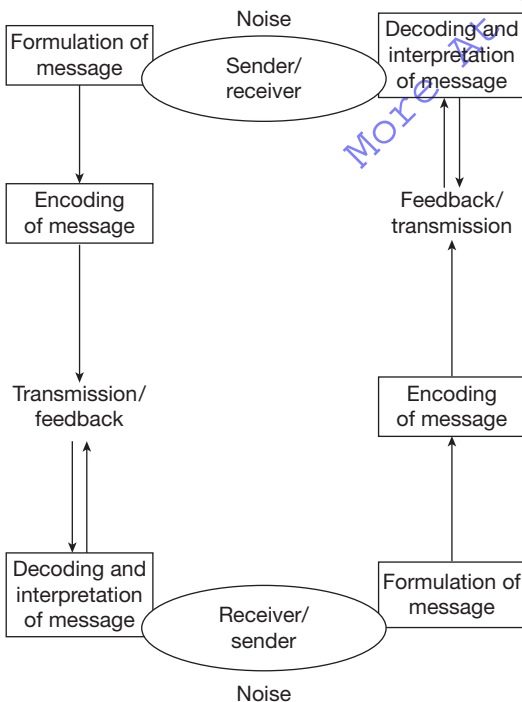 Noise
Formulation of
message
Sender/
receiver
Decoding and
interpretation
of message
More At
Encoding
of message
Feedback/
transmission
Transmission/
feedback
Encoding
of message
Decoding and
interpretation
of message
Receiver/
sender
Formulation of
message
Noise